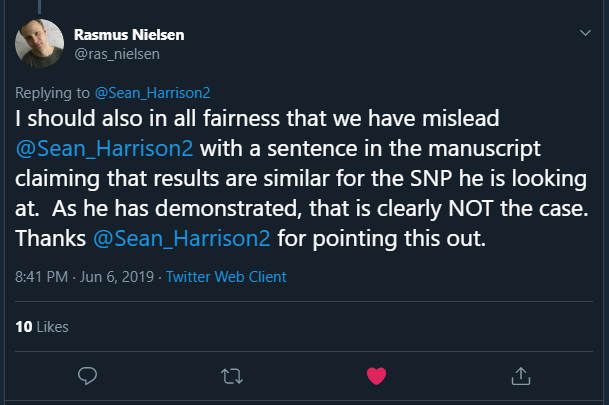 Rasmus Nielsen
@ras_nielsen
Replying to @Sean_Harrison2
I should also in all fairness that we have mislead
@Sean_Harrison2 with a sentence in the manuscript
claiming that results are similar for the SNP he is looking
at.  As he has demonstrated, that is clearly NOT the case.
Thanks @Sean_Harrison2 for pointing this out.
8:41 PM · Jun 6, 2019 · Twitter Web Client
10 Likes